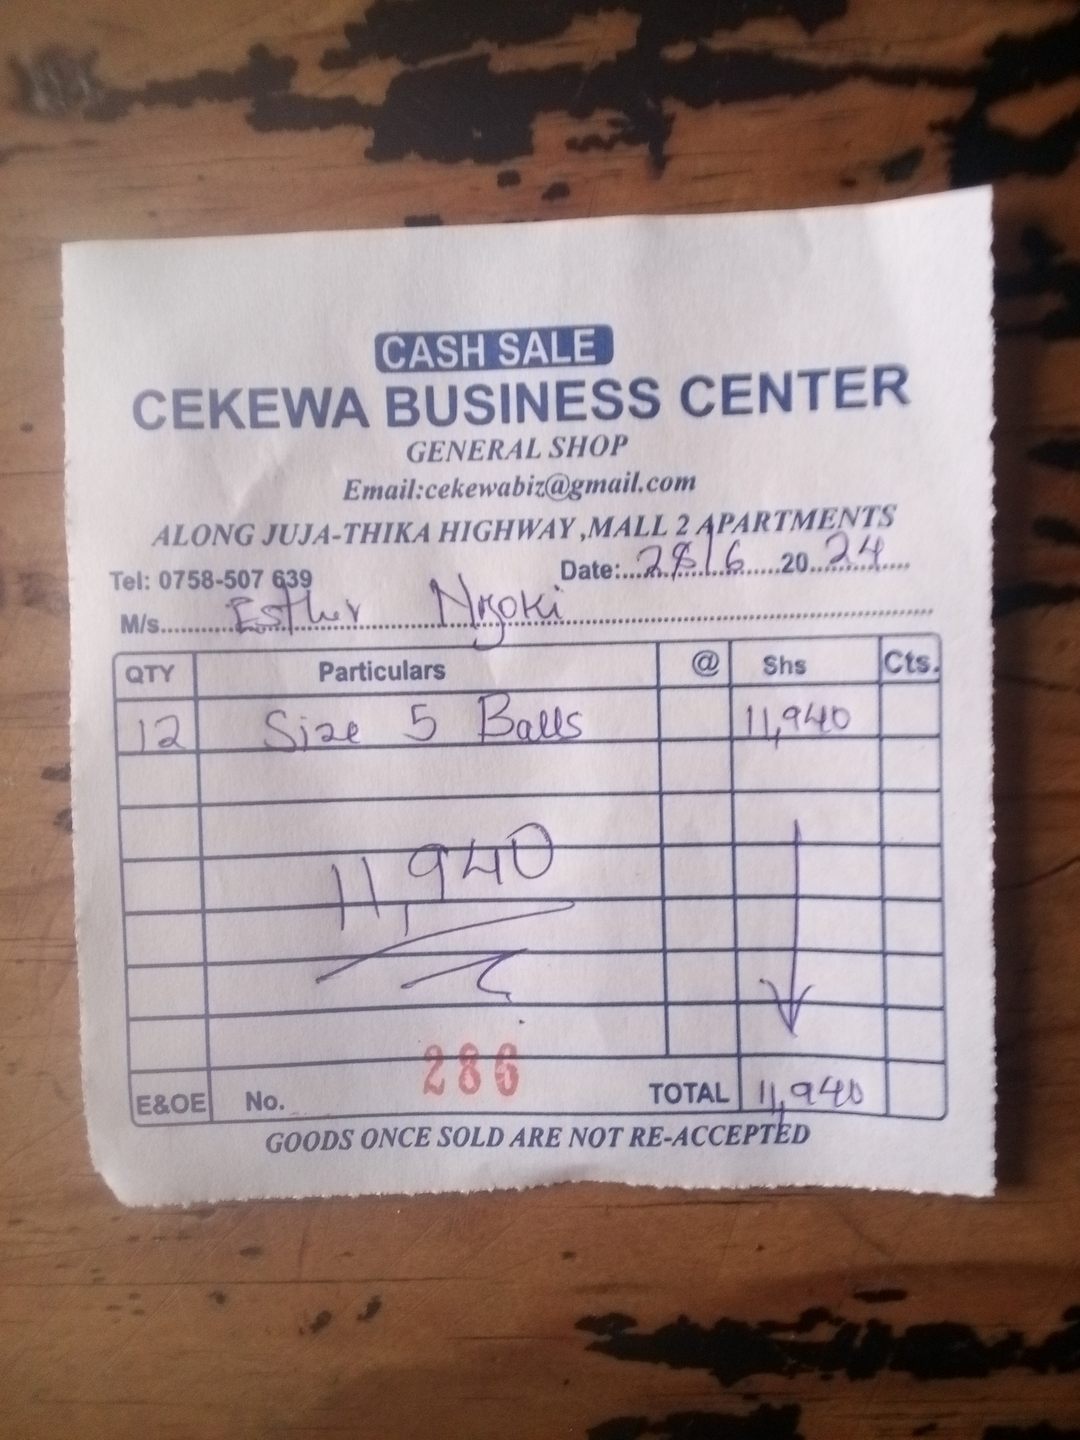 CASH SALE
CEKEWA BUSINESS CENTER
GENERAL SHOP
Email:cekewabiz@gmail.com
ALONG JUJA-THIKA HIGHWAY,MALL 2 APARTMENTS
Tel: 0758-507 639 Date:...28/6......20..24......
M/s.........Esther Njoki...............
QTY Particulars @ Shs Cts.
12 Size 5 Balls 11,940
11,940
E&OE No. 286 TOTAL 11,940
GOODS ONCE SOLD ARE NOT RE-ACCEPTED